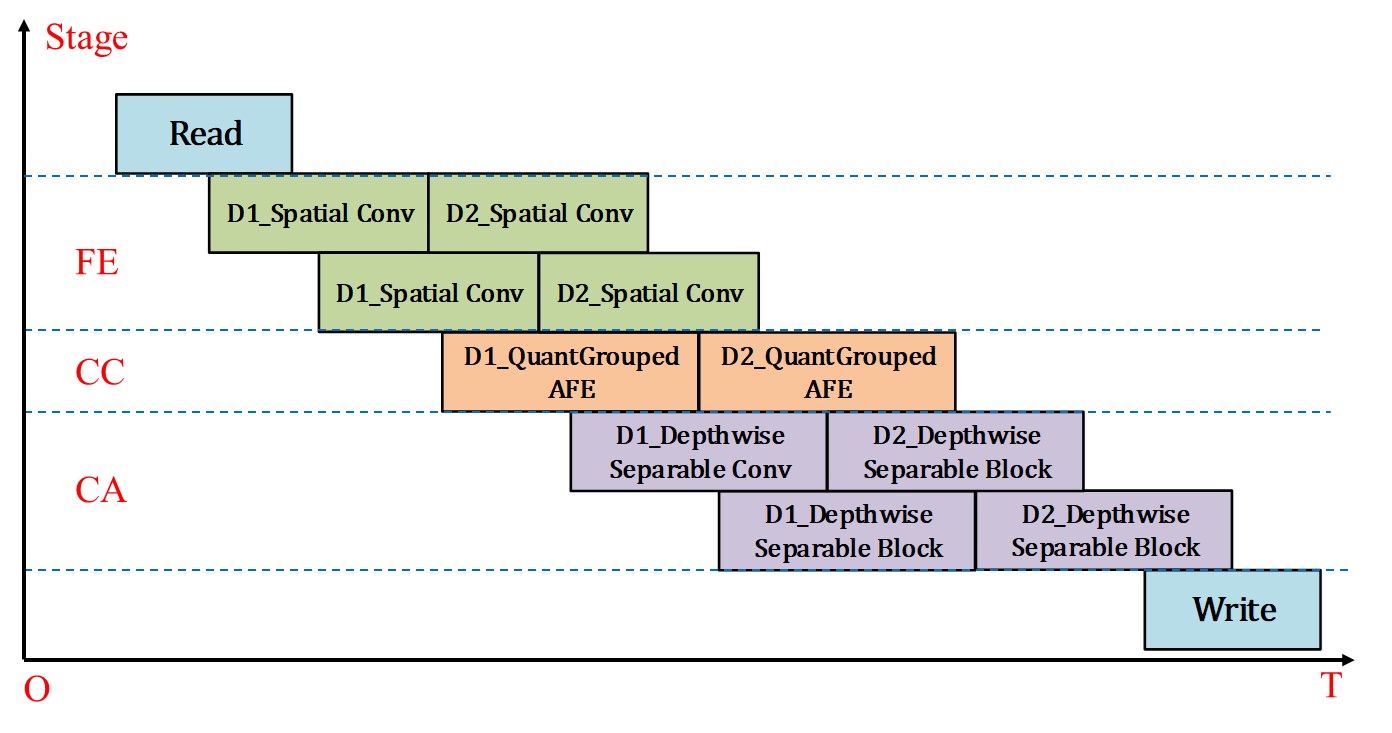 Stage
Read
D1_Spatial Conv
D2_Spatial Conv
FE
D1_Spatial Conv
D2_Spatial Conv
CC
D1_QuantGrouped
AFE
D2_QuantGrouped
AFE
CA
D1_Depthwise
Separable Conv
D2_Depthwise
Separable Block
D1_Depthwise
Separable Block
D2_Depthwise
Separable Block
Write
O
T